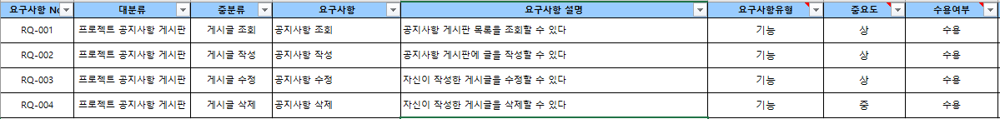 요구사항 No 대분류 중분류 요구사항 요구사항 설명 요구사항유형 중요도 수용여부
RQ-001 프로젝트 공지사항 게시판 게시글 조회 공지사항 조회 공지사항 게시판 목록을 조회할 수 있다 기능 상 수용
RQ-002 프로젝트 공지사항 게시판 게시글 작성 공지사항 작성 공지사항 게시판에 글을 작성할 수 있다 기능 상 수용
RQ-003 프로젝트 공지사항 게시판 게시글 수정 공지사항 수정 자신이 작성한 게시글을 수정할 수 있다 기능 상 수용
RQ-004 프로젝트 공지사항 게시판 게시글 삭제 공지사항 삭제 자신이 작성한 게시글을 삭제할 수 있다 기능 중 수용